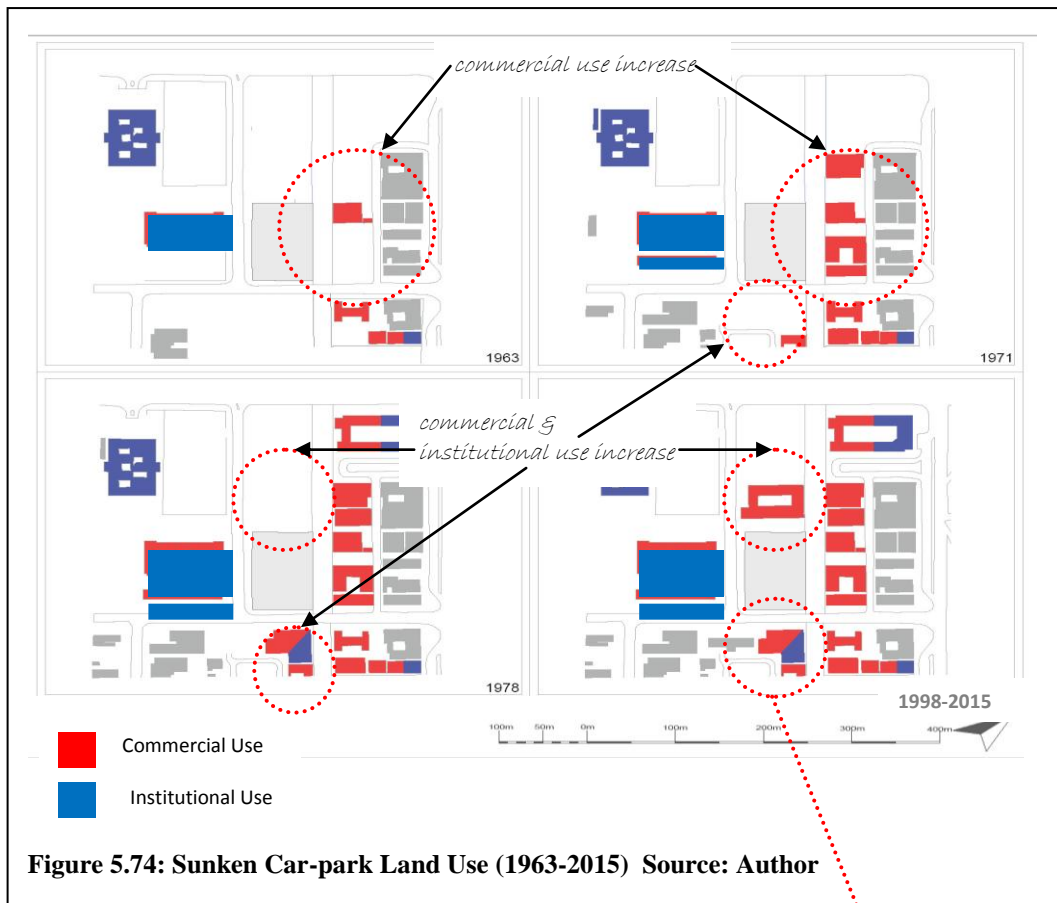 commercial use increase
1963
1971
commercial &
institutional use increase
1978
1998-2015
100m 50m 0m 100m 200m 300m 400m
Commercial Use
Institutional Use
Figure 5.74: Sunken Car-park Land Use (1963-2015) Source: Author